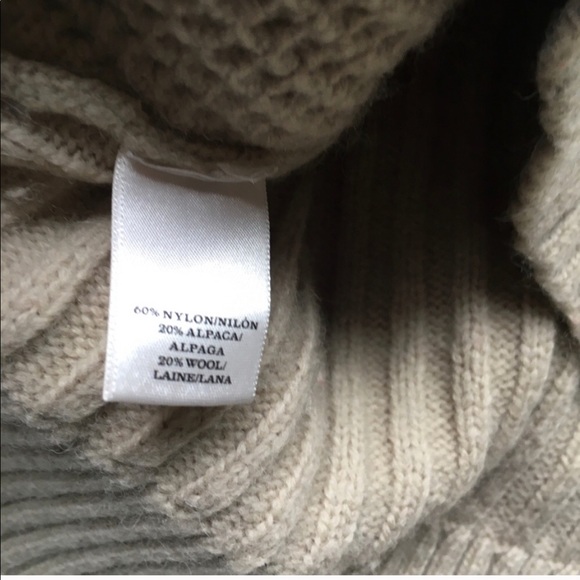 60% NYLON/NILÓN
20% ALPACA/
ALPAGA
20% WOOL/
LAINE/LANA